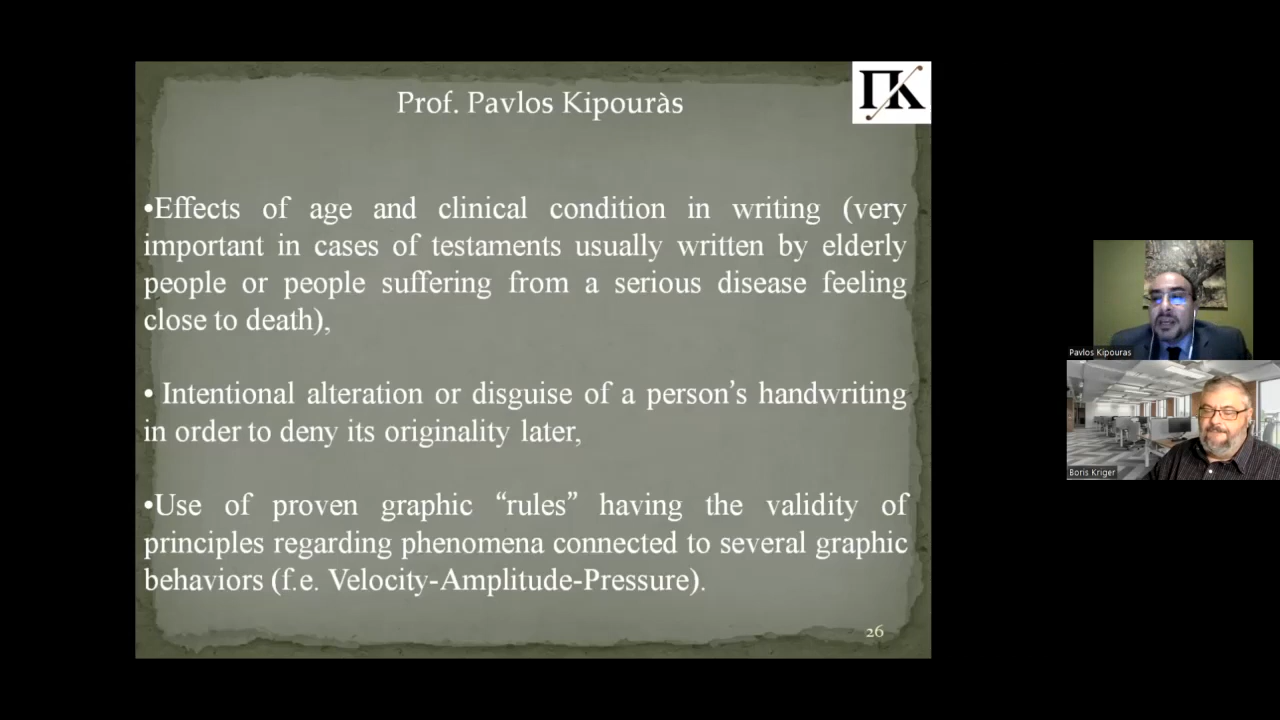 Prof. Pavlos Kipouràs
ΠΚ
•Effects of age and clinical condition in writing (very
important in cases of testaments usually written by elderly
people or people suffering from a serious disease feeling
close to death),
• Intentional alteration or disguise of a person’s handwriting
in order to deny its originality later,
•Use of proven graphic “rules” having the validity of
principles regarding phenomena connected to several graphic
behaviors (f.e. Velocity-Amplitude-Pressure).
26
Pavlos Kipouras
Boris Kriger